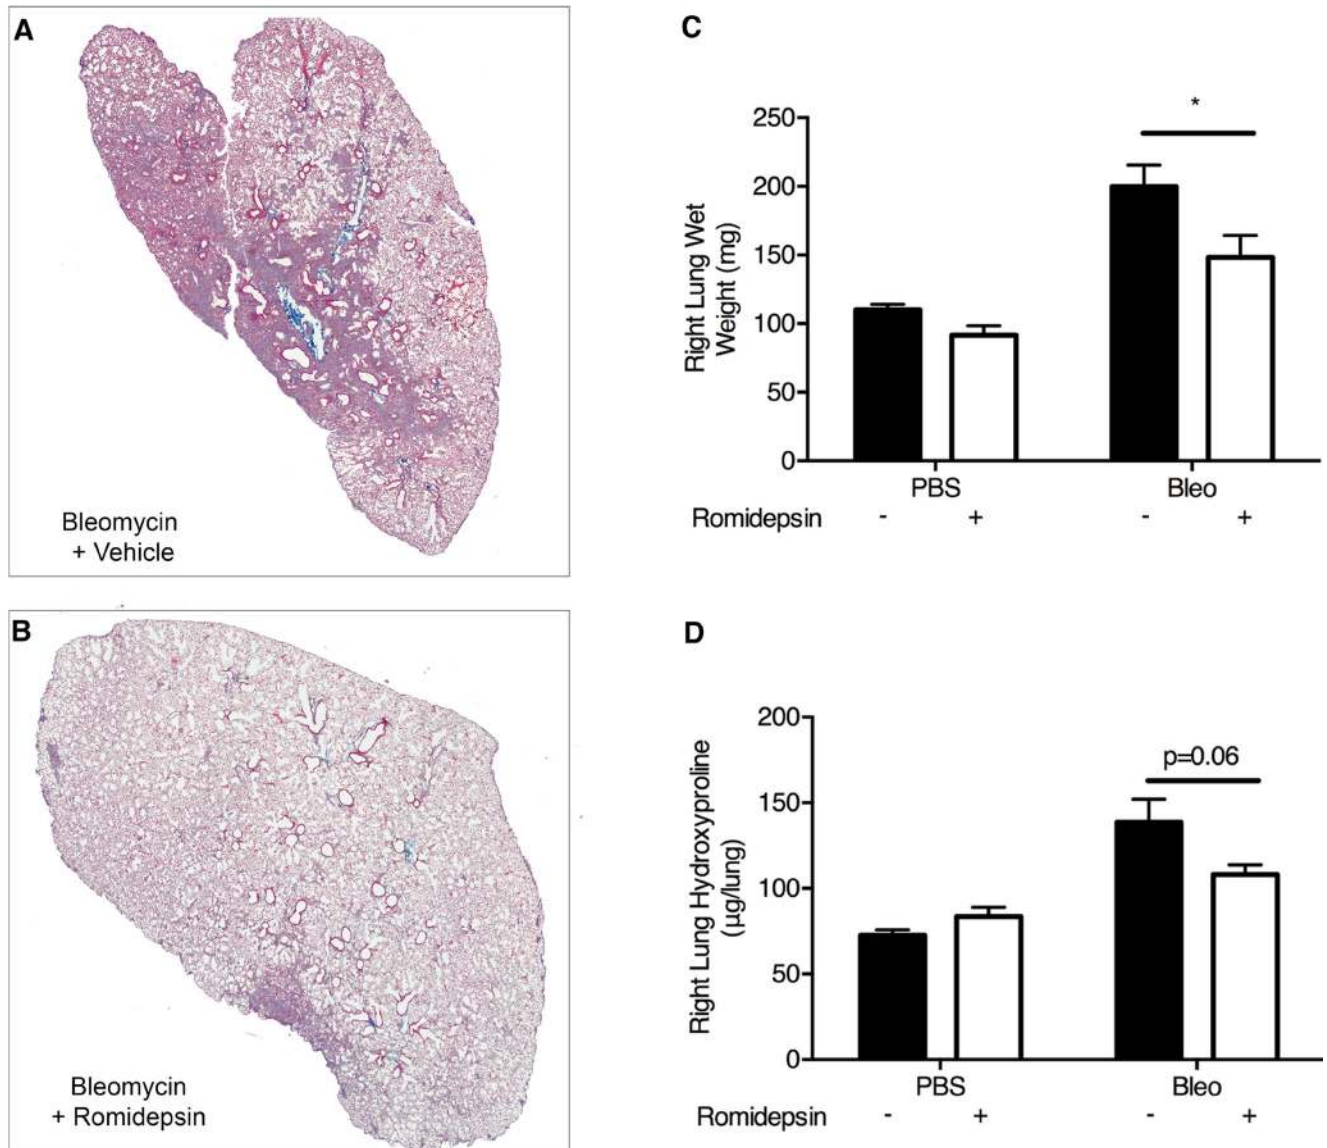 A
Bleomycin
+ Vehicle
B
Bleomycin
+ Romidepsin
C
*
Right Lung Wet
Weight (mg)
250
200
150
100
50
0
PBS
Bleo
Romidepsin - + - +
D
p=0.06
Right Lung Hydroxyproline
(µg/lung)
200
150
100
50
0
PBS
Bleo
Romidepsin - + - +